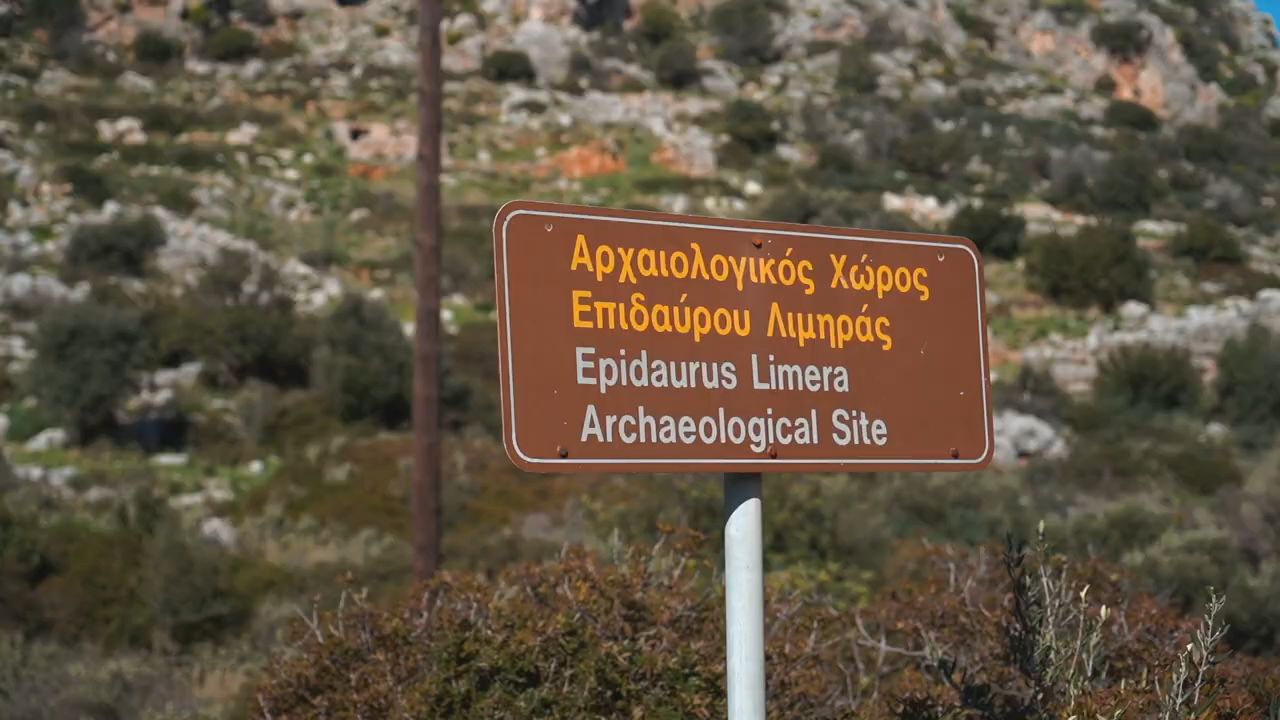 Αρχαιολογικός Χώρος
Επιδαύρου Λιμηράς
Epidaurus Limera
Archaeological Site